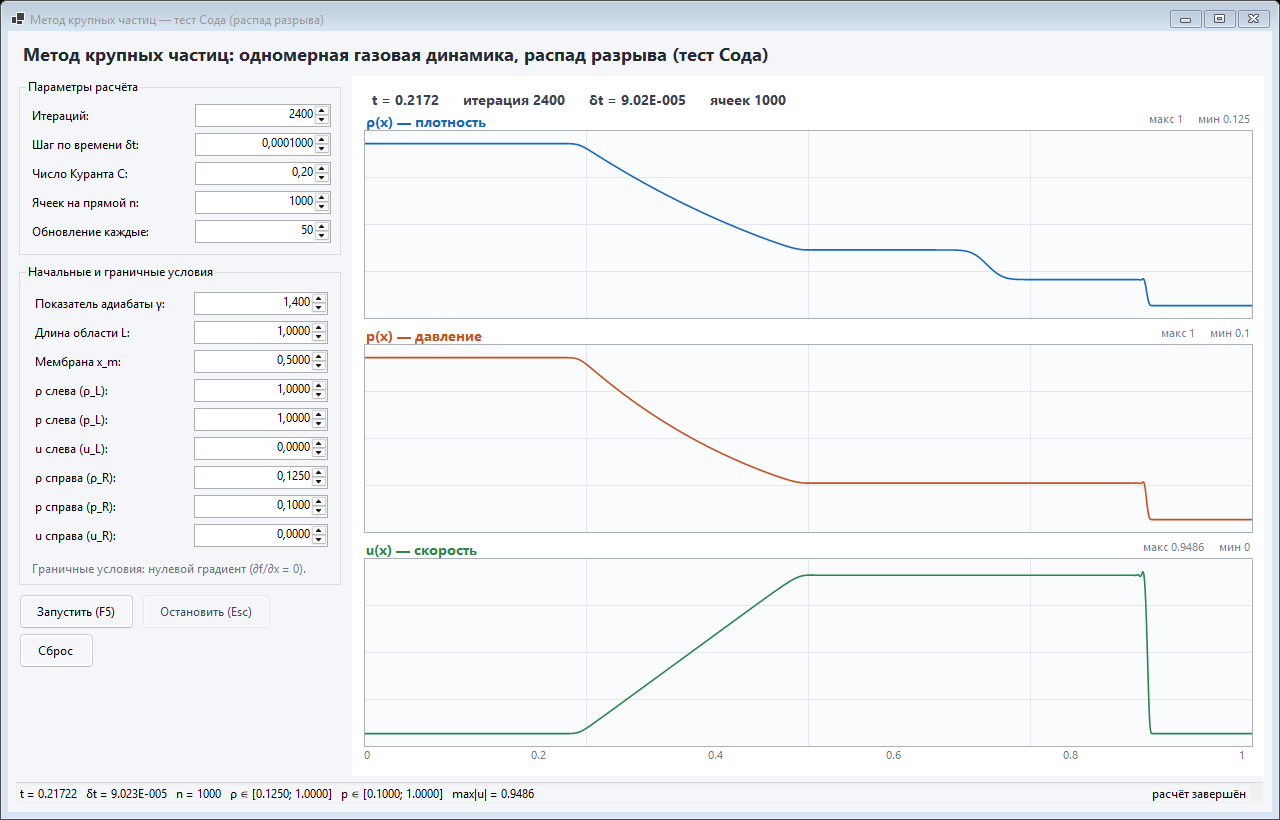 Метод крупных частиц — тест Сода (распад разрыва)
Метод крупных частиц: одномерная газовая динамика, распад разрыва (тест Сода)
Параметры расчёта
Итераций: 2400
Шаг по времени δt: 0,0001000
Число Куранта C: 0,20
Ячеек на прямой n: 1000
Обновление каждые: 50
Начальные и граничные условия
Показатель адиабаты γ: 1,400
Длина области L: 1,0000
Мембрана x_m: 0,5000
ρ слева (ρ_L): 1,0000
p слева (p_L): 1,0000
u слева (u_L): 0,0000
ρ справа (ρ_R): 0,1250
p справа (p_R): 0,1000
u справа (u_R): 0,0000
Граничные условия: нулевой градиент (∂f/∂x = 0).
Запустить (F5) Остановить (Esc)
Сброс
t = 0.2172 итерация 2400 δt = 9.02E-005 ячеек 1000
ρ(x) — плотность макс 1 мин 0.125
p(x) — давление макс 1 мин 0.1
u(x) — скорость макс 0.9486 мин 0
0 0.2 0.4 0.6 0.8 1
t = 0.21722 δt = 9.023E-005 n = 1000 ρ ∈ [0.1250; 1.0000] p ∈ [0.1000; 1.0000] max|u| = 0.9486 расчёт завершён